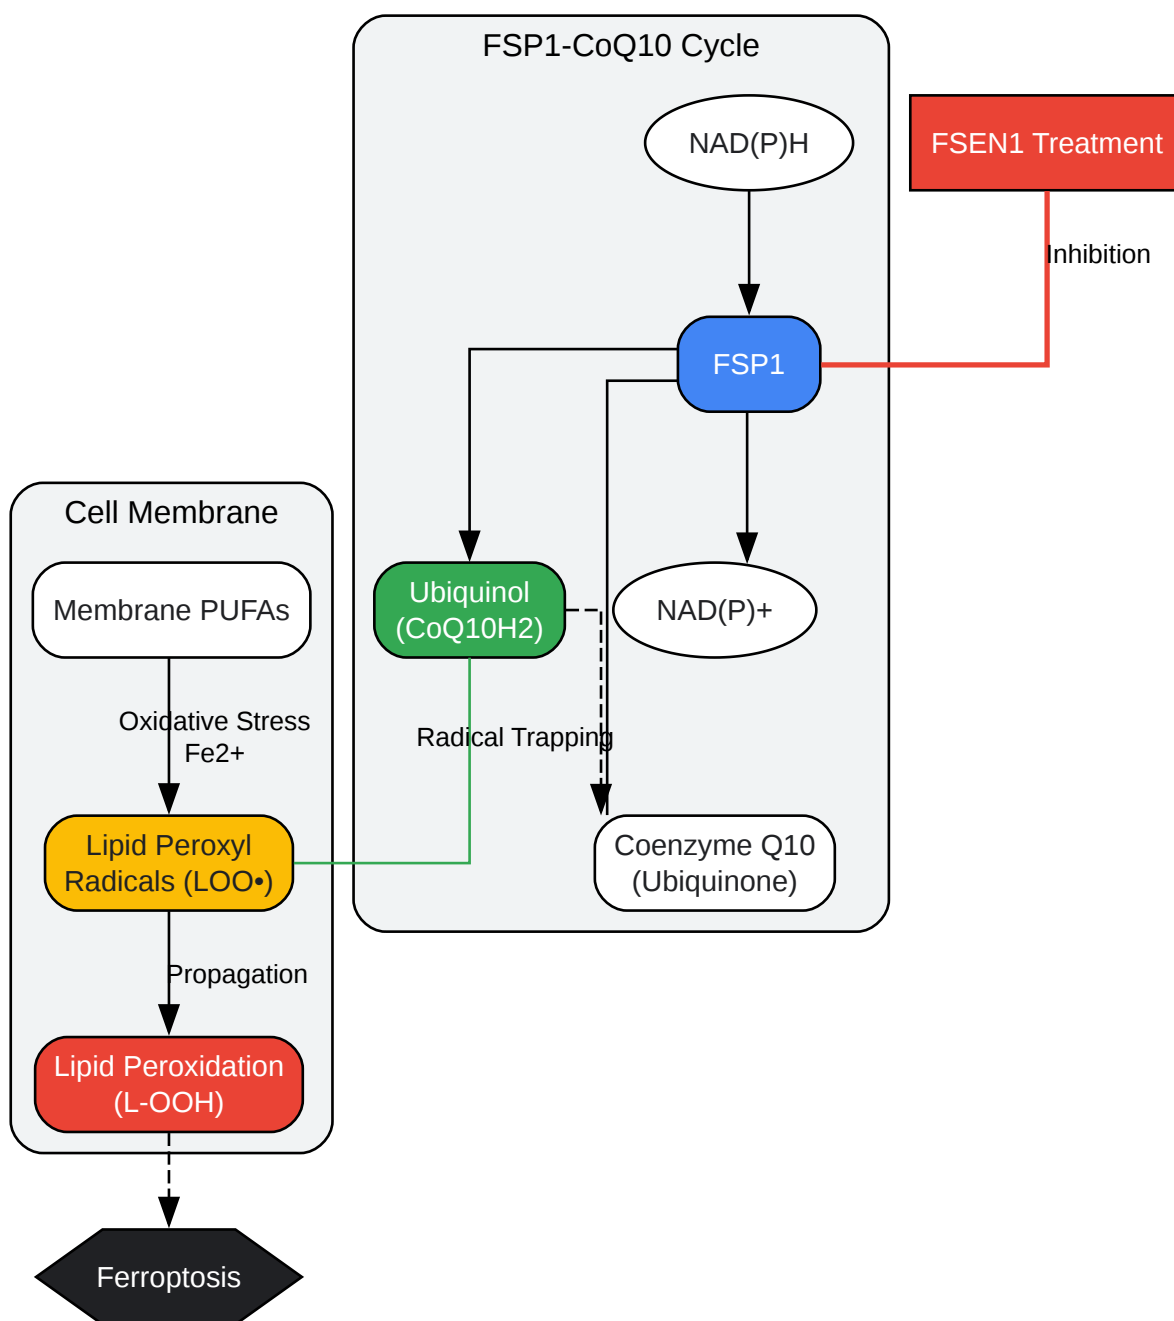 FSP1-CoQ10 Cycle
NAD(P)H
FSEN1 Treatment
Inhibition
FSP1
Cell Membrane
Membrane PUFAs
Ubiquinol
(CoQ10H2)
NAD(P)+
Oxidative Stress
Fe2+
Radical Trapping
Lipid Peroxyl
Radicals (LOO•)
Coenzyme Q10
(Ubiquinone)
Propagation
Lipid Peroxidation
(L-OOH)
Ferroptosis